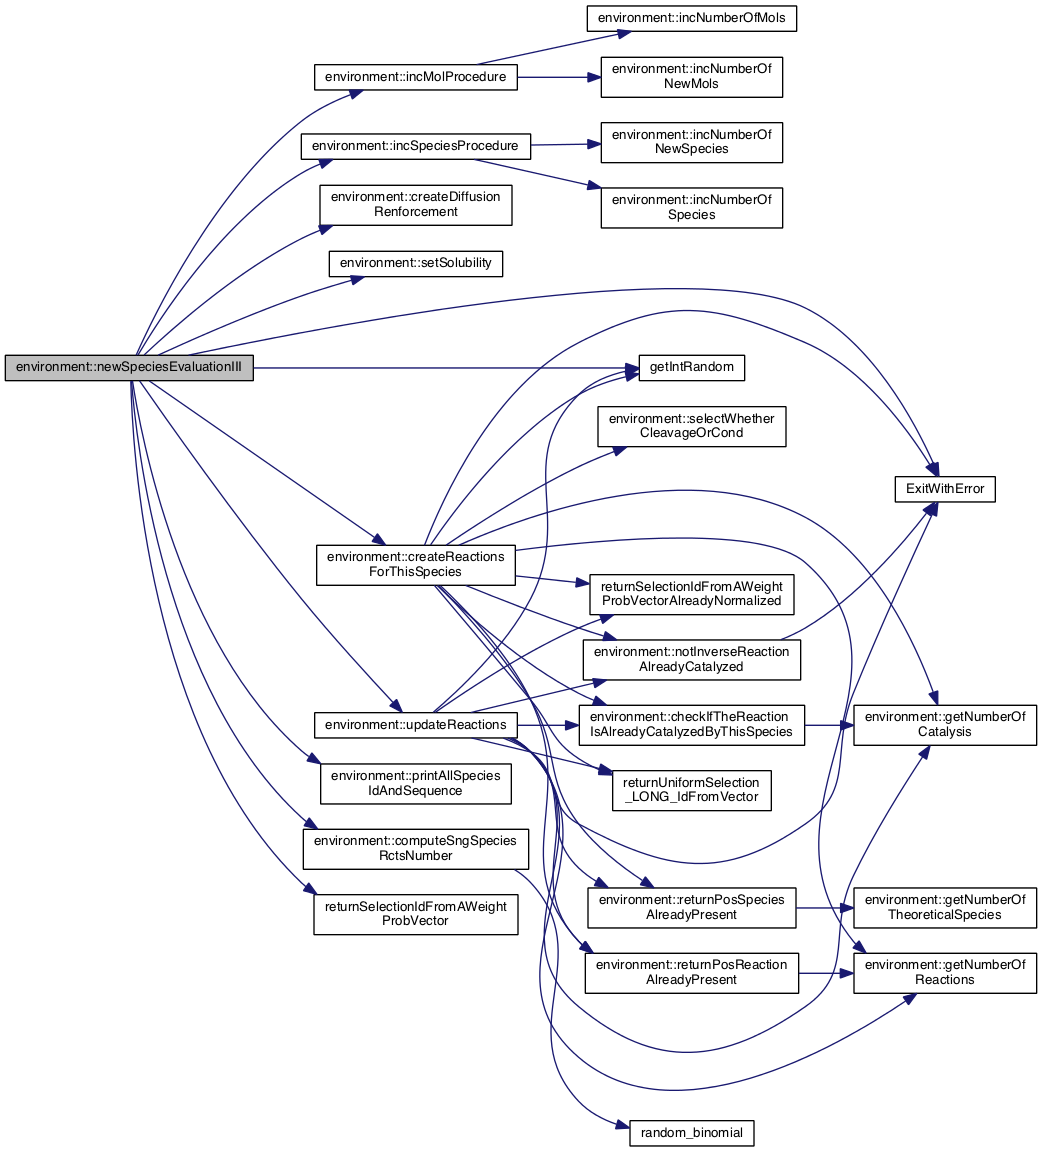 environment::incNumberOfMols
environment::incMolProcedure
environment::incNumberOf
NewMols
environment::incSpeciesProcedure
environment::incNumberOf
NewSpecies
environment::createDiffusion
Renforcement
environment::incNumberOf
Species
environment::setSolubility
environment::newSpeciesEvaluationIII
getIntRandom
environment::selectWhether
CleavageOrCond
ExitWithError
environment::createReactions
ForThisSpecies
returnSelectionIdFromAWeight
ProbVectorAlreadyNormalized
environment::notInverseReaction
AlreadyCatalyzed
environment::updateReactions
environment::checkIfTheReaction
IsAlreadyCatalyzedByThisSpecies
environment::getNumberOf
Catalysis
environment::printAllSpecies
IdAndSequence
returnUniformSelection
_LONG_IdFromVector
environment::computeSngSpecies
RctsNumber
returnSelectionIdFromAWeight
ProbVector
environment::returnPosSpecies
AlreadyPresent
environment::getNumberOf
TheoreticalSpecies
environment::returnPosReaction
AlreadyPresent
environment::getNumberOf
Reactions
random_binomial